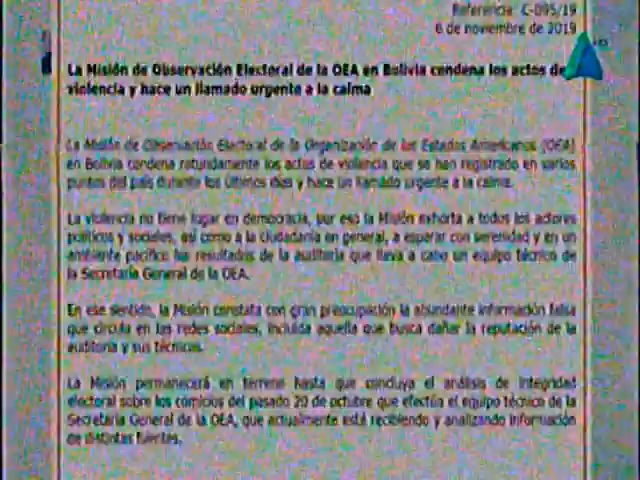 Referencia: C-095/19
6 de noviembre de 2019
La Misión de Observación Electoral de la OEA en Bolivia condena los actos de
violencia y hace un llamado urgente a la calma
La Misión de Observación Electoral de la Organización de los Estados Americanos (OEA)
en Bolivia condena rotundamente los actos de violencia que se han registrado en varios
puntos del país durante los últimos días y hace un llamado urgente a la calma.
La violencia no tiene lugar en democracia, por eso la Misión exhorta a todos los actores
políticos y sociales, así como a la ciudadanía en general, a esperar con serenidad y en un
ambiente pacífico los resultados de la auditoría que lleva a cabo un equipo técnico de
la Secretaría General de la OEA.
En ese sentido, la Misión constata con gran preocupación la abundante información falsa
que circula en las redes sociales, incluida aquella que busca dañar la reputación de la
auditoría y sus técnicos.
La Misión permanecerá en terreno hasta que concluya el análisis de integridad
electoral sobre los comicios del pasado 20 de octubre que efectúa el equipo técnico de la
Secretaría General de la OEA, que actualmente está recibiendo y analizando información
de distintas fuentes.